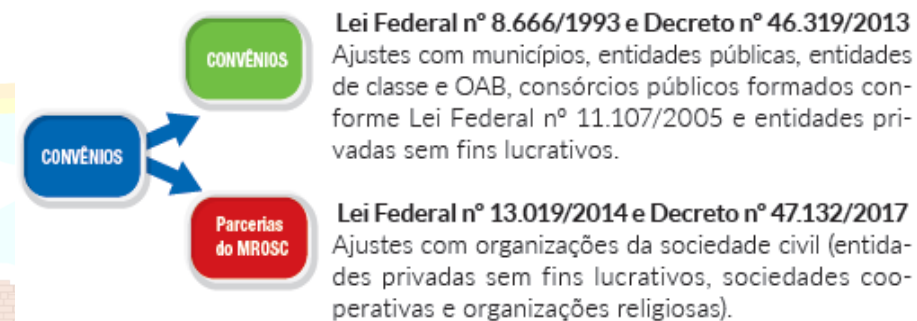 CONVÊNIOS
CONVÊNIOS
Lei Federal nº 8.666/1993 e Decreto nº 46.319/2013
Ajustes com municípios, entidades públicas, entidades
de classe e OAB, consórcios públicos formados con-
forme Lei Federal nº 11.107/2005 e entidades pri-
vadas sem fins lucrativos.
Parcerias
do MROSC
Lei Federal nº 13.019/2014 e Decreto nº 47.132/2017
Ajustes com organizações da sociedade civil (entida-
des privadas sem fins lucrativos, sociedades coo-
perativas e organizações religiosas).